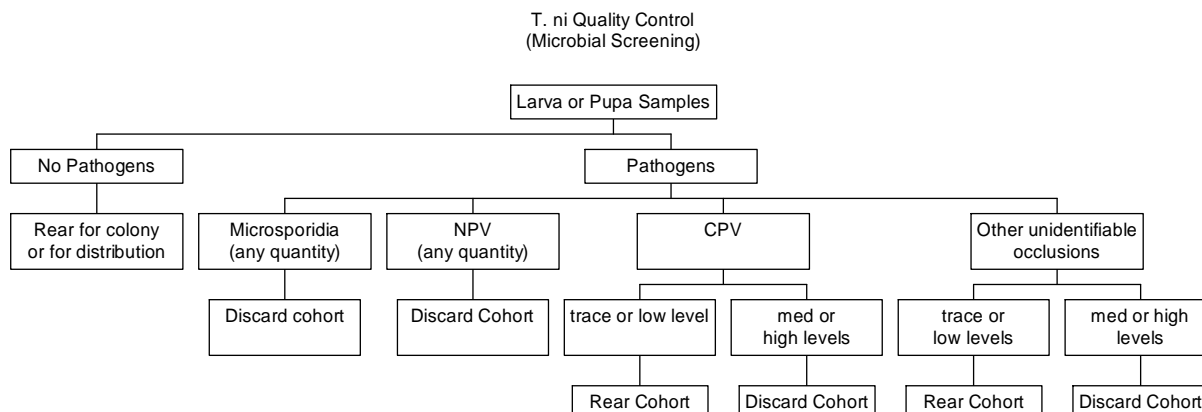 T. ni Quality Control
(Microbial Screening)
Larva or Pupa Samples
No Pathogens
Pathogens
Rear for colony
or for distribution
Microsporidia
(any quantity)
NPV
(any quantity)
CPV
Other unidentifiable
occlusions
Discard cohort
Discard Cohort
trace or low level
med or
high levels
trace or
low levels
med or high
levels
Rear Cohort
Discard Cohort
Rear Cohort
Discard Cohort